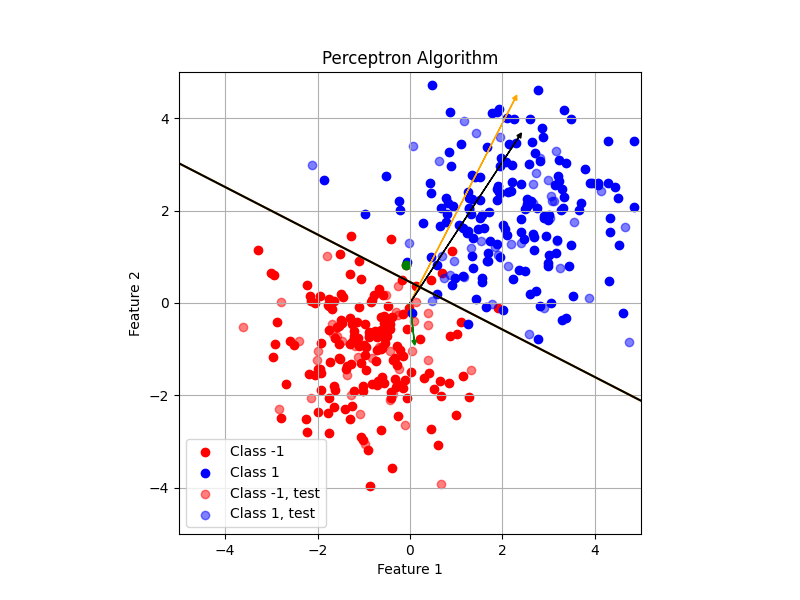 Perceptron Algorithm
Feature 2
4
2
0
−2
−4
Class -1
Class 1
Class -1, test
Class 1, test
−4 −2 0 2 4
Feature 1